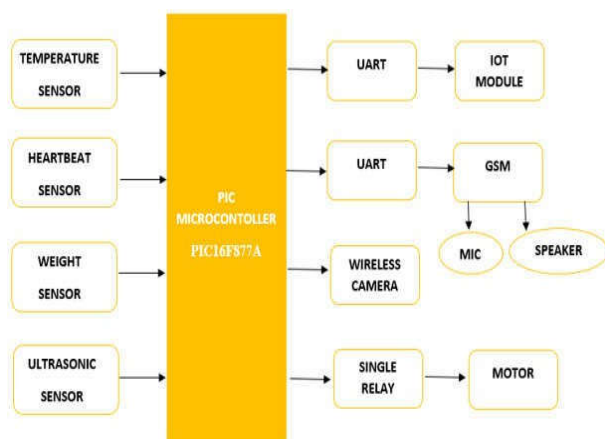 TEMPERATURE
SENSOR
HEARTBEAT
SENSOR
WEIGHT
SENSOR
ULTRASONIC
SENSOR
PIC
MICROCONTOLLER
PIC16F877A
UART
IOT
MODULE
UART
GSM
MIC
SPEAKER
WIRELESS
CAMERA
SINGLE
RELAY
MOTOR